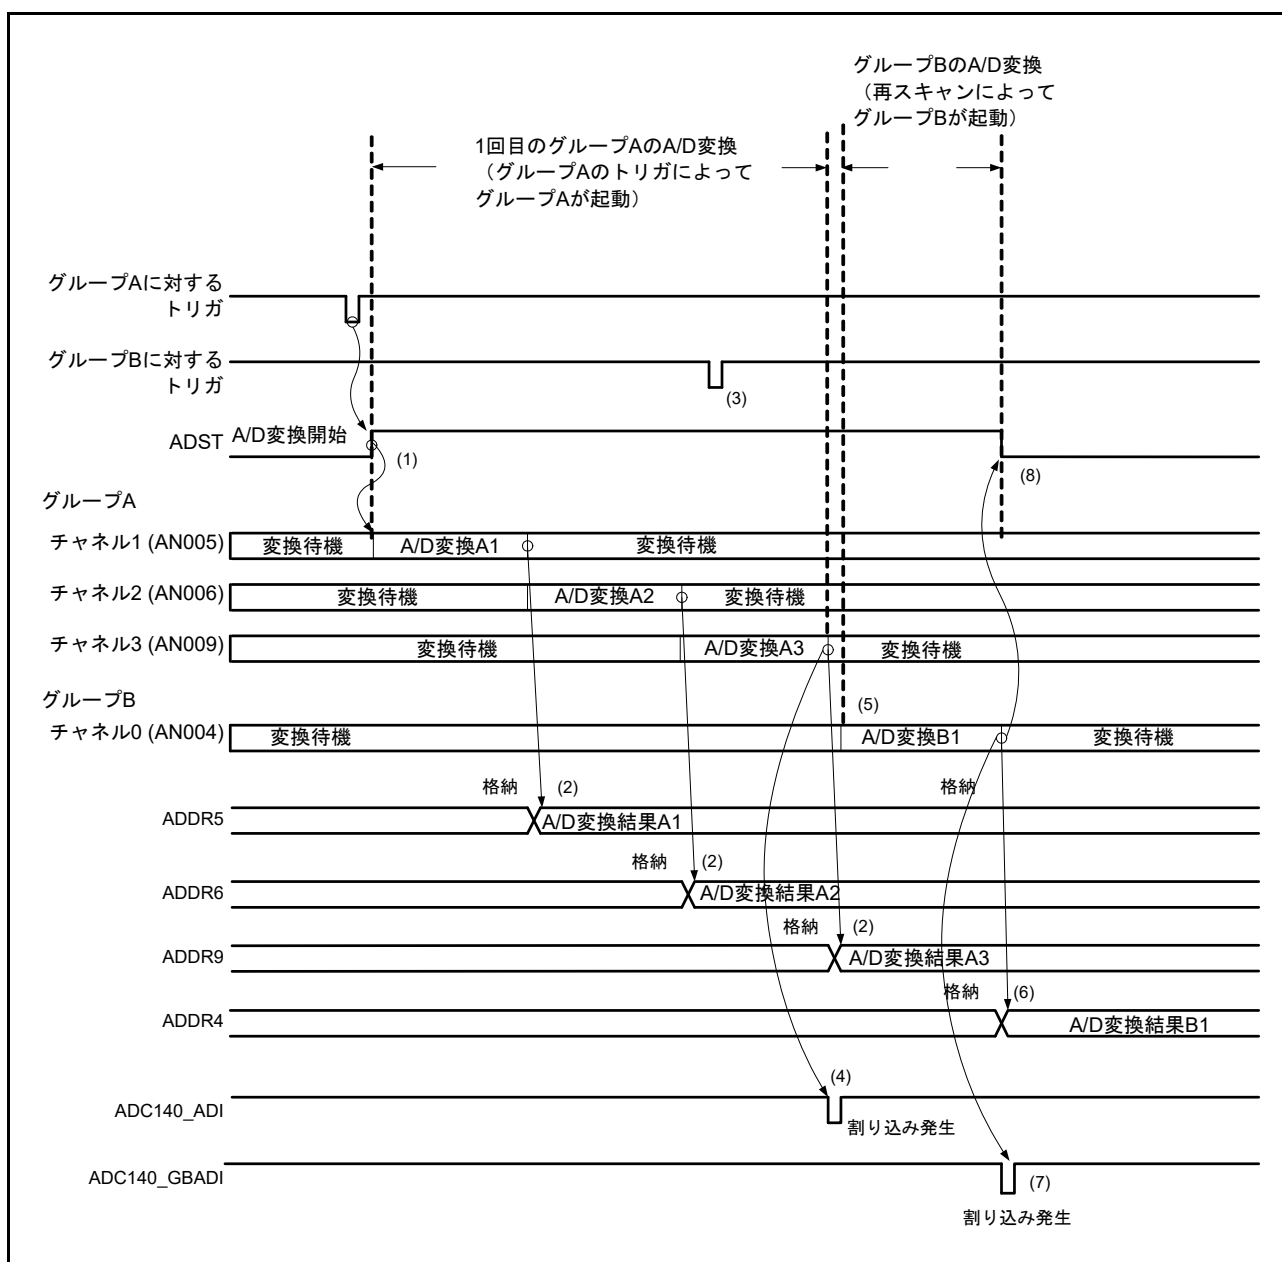 グループBのA/D変換
（再スキャンによって
グループBが起動）
1回目のグループAのA/D変換
（グループAのトリガによって
グループAが起動）
グループAに対する
トリガ
グループBに対する
トリガ
(3)
ADST
A/D変換開始
(1)
(8)
グループA
チャネル1 (AN005)
変換待機
A/D変換A1
変換待機
チャネル2 (AN006)
変換待機
A/D変換A2
変換待機
チャネル3 (AN009)
変換待機
A/D変換A3
変換待機
グループB
(5)
チャネル0 (AN004)
変換待機
A/D変換B1
変換待機
格納
(2)
格納
ADDR5
A/D変換結果A1
格納
(2)
ADDR6
A/D変換結果A2
格納
(2)
ADDR9
A/D変換結果A3
格納
(6)
ADDR4
A/D変換結果B1
(4)
ADC140_ADI
割り込み発生
ADC140_GBADI
(7)
割り込み発生